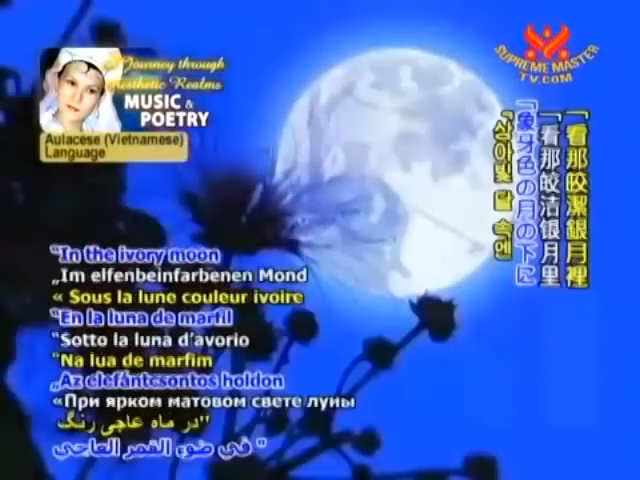 A Journey through
Aesthetic Realms
MUSIC &
POETRY
Aulacese (Vietnamese)
Language
SUPREME MASTER
TV.COM
「看那皎潔銀月裡
「看那皎洁银月里
「象牙色の月の下に
「상아빛 달 속엔
"In the ivory moon
„Im elfenbeinfarbenen Mond
« Sous la lune couleur ivoire
"En la luna de marfil
"Sotto la luna d'avorio
"Na lua de marfim
„Az elefántcsontos holdon
«При ярком матовом свете луны
"در ماه عاجی رنگ
" في ضوء القمر العاجي